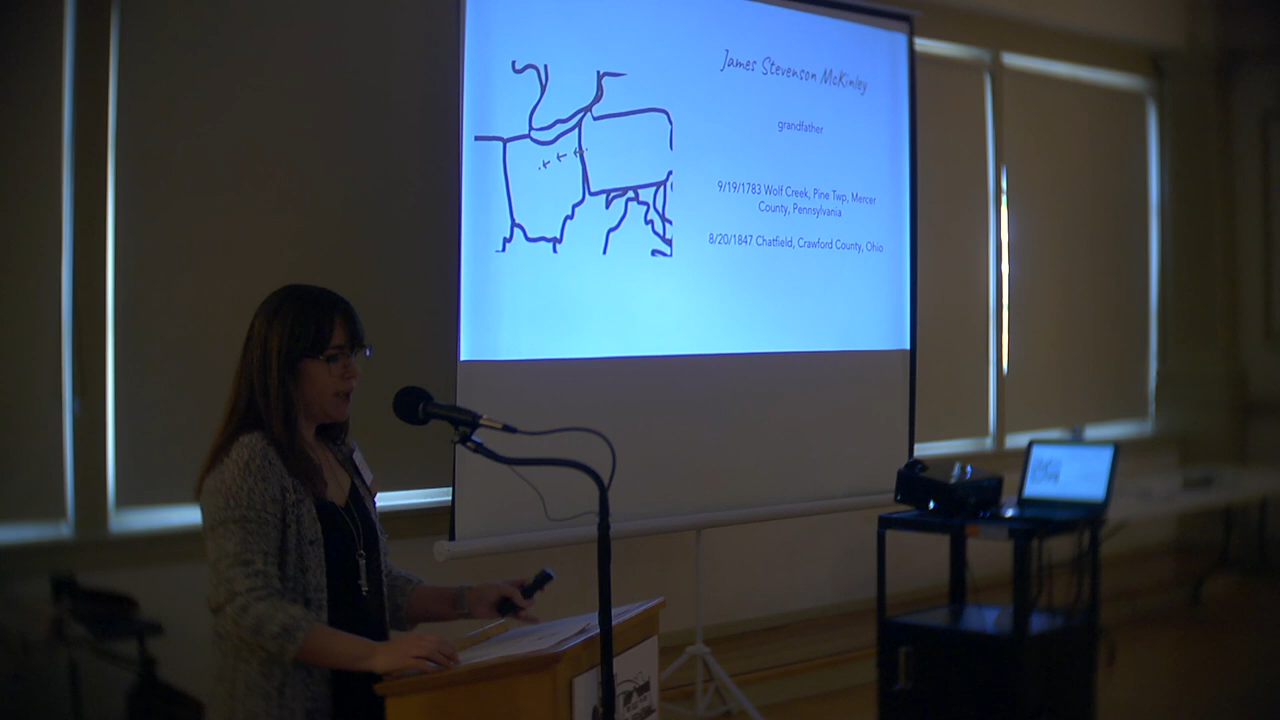 James Stevenson McKinley
grandfather
9/19/1783 Wolf Creek, Pine Twp, Mercer
County, Pennsylvania
8/20/1847 Chatfield, Crawford County, Ohio